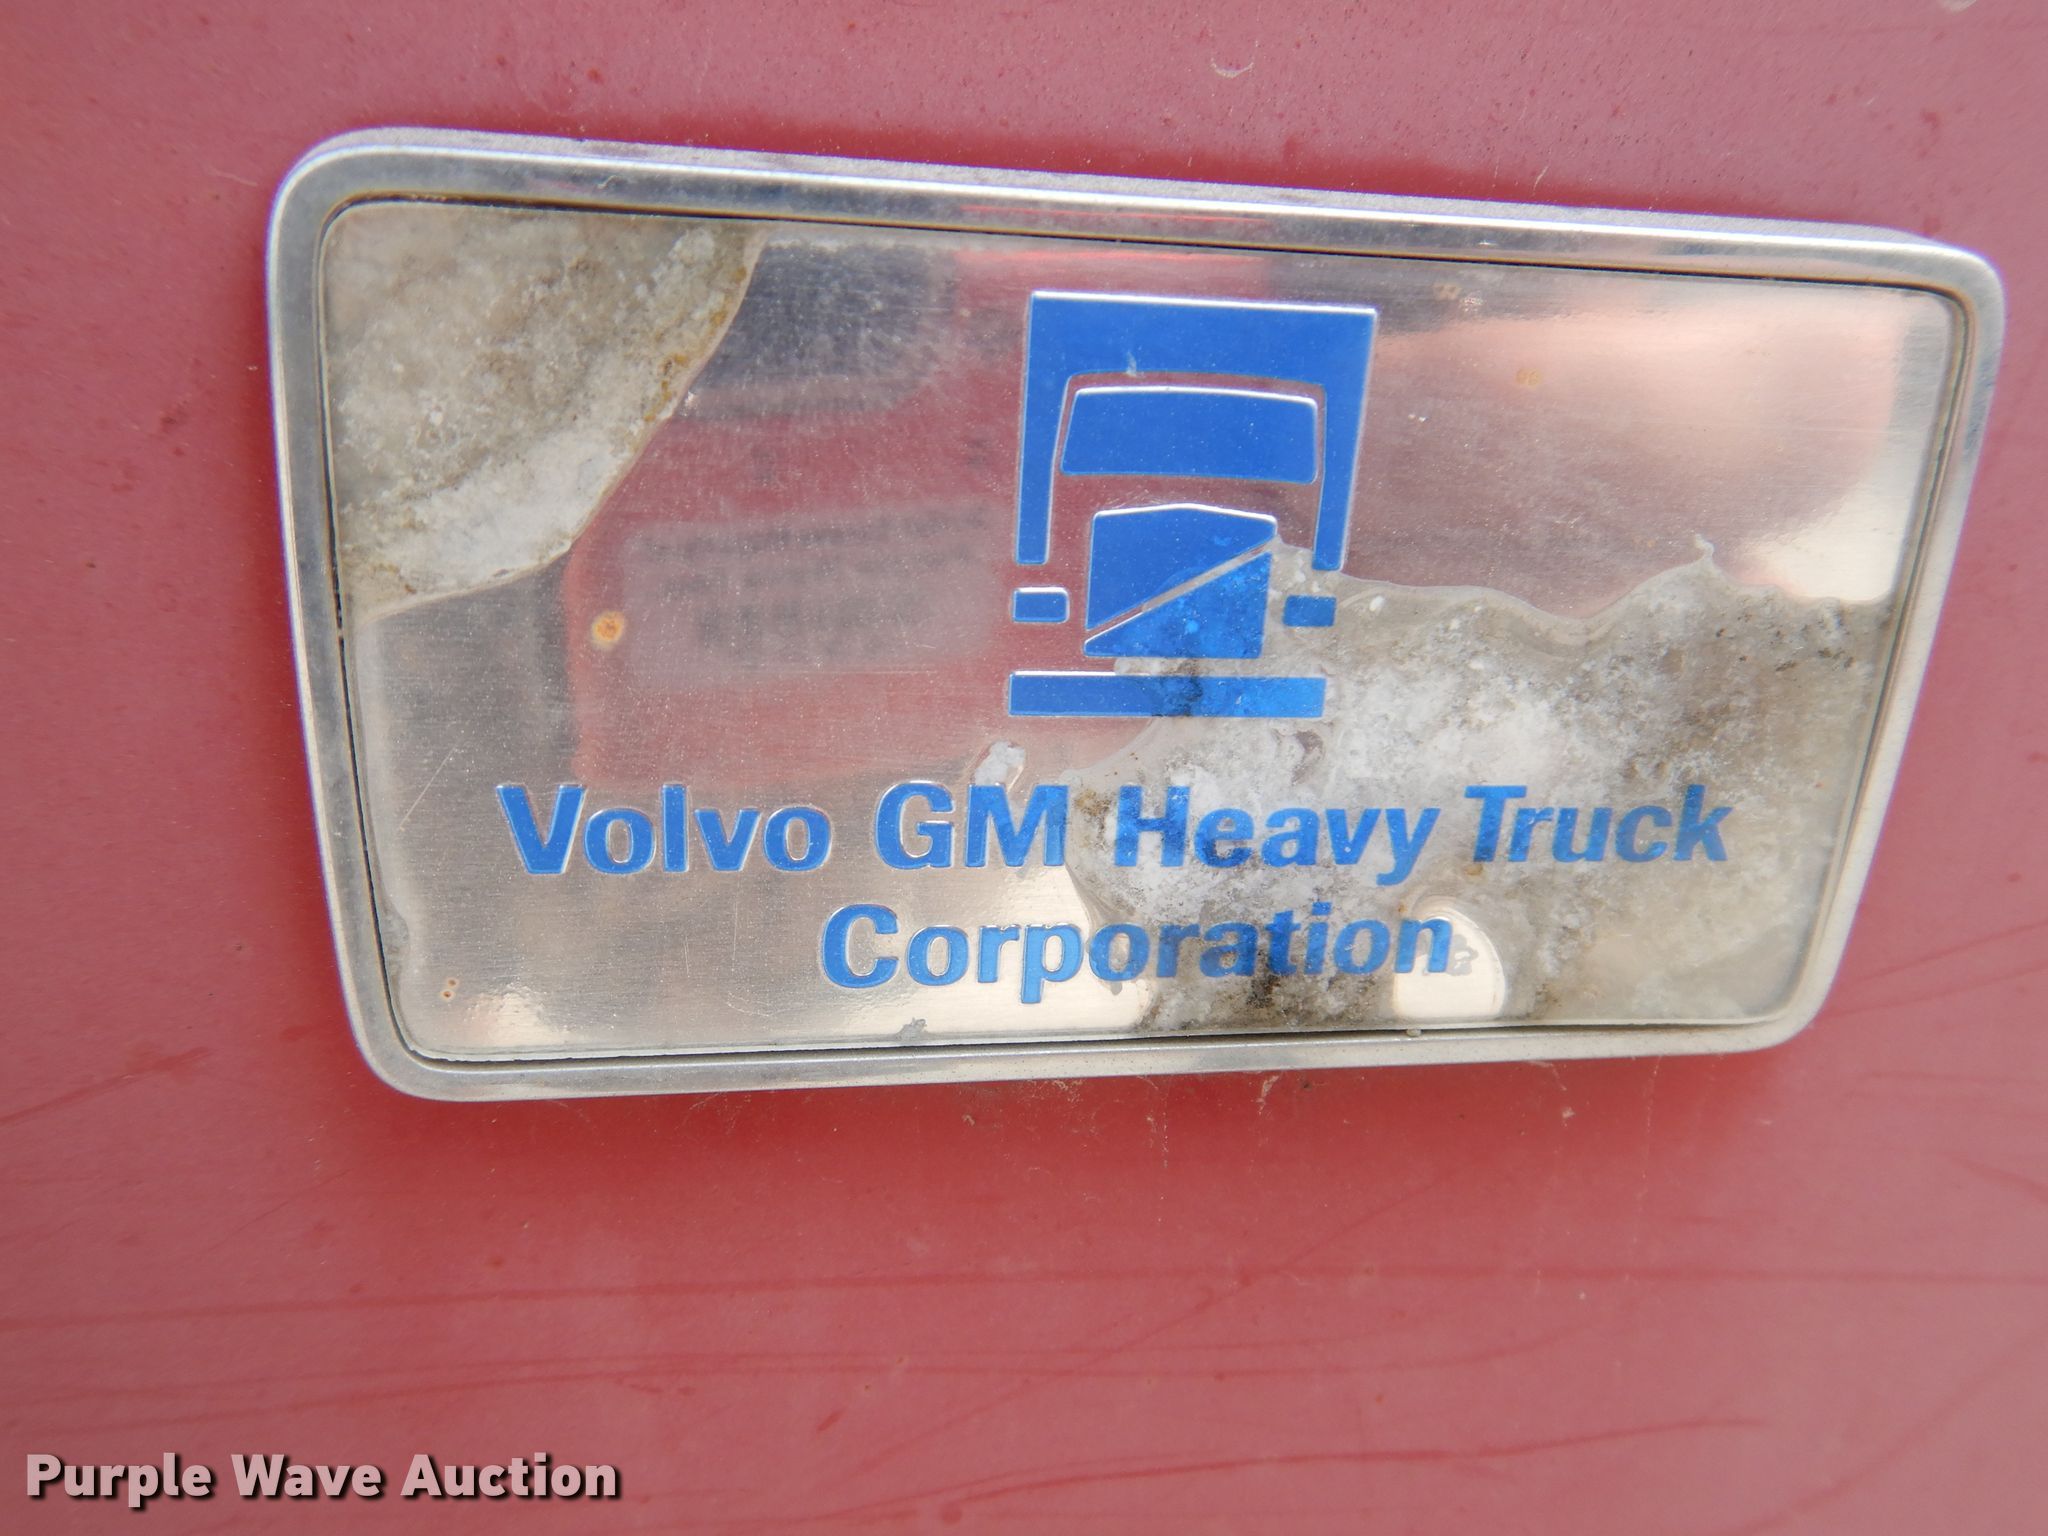 Volvo GM Heavy Truck
Corporation
Purple Wave Auction